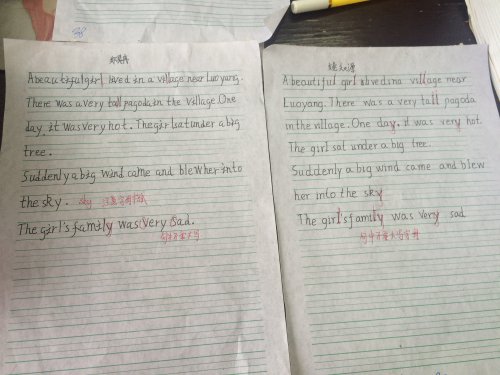 A beautiful girl lived in a village near Luoyang.
There was a very tall pagoda in the village. One
day, it was very hot. The girl sat under a big
tree.
Suddenly a big wind came and blew her into
the sky. sky
The girl's family was very sad.
A beautiful girl lived in a village near
Luoyang. There was a very tall pagoda
in the village. One day, it was very hot.
The girl sat under a big tree.
Suddenly a big wind came and blew
her into the sky
The girl's family was very sad